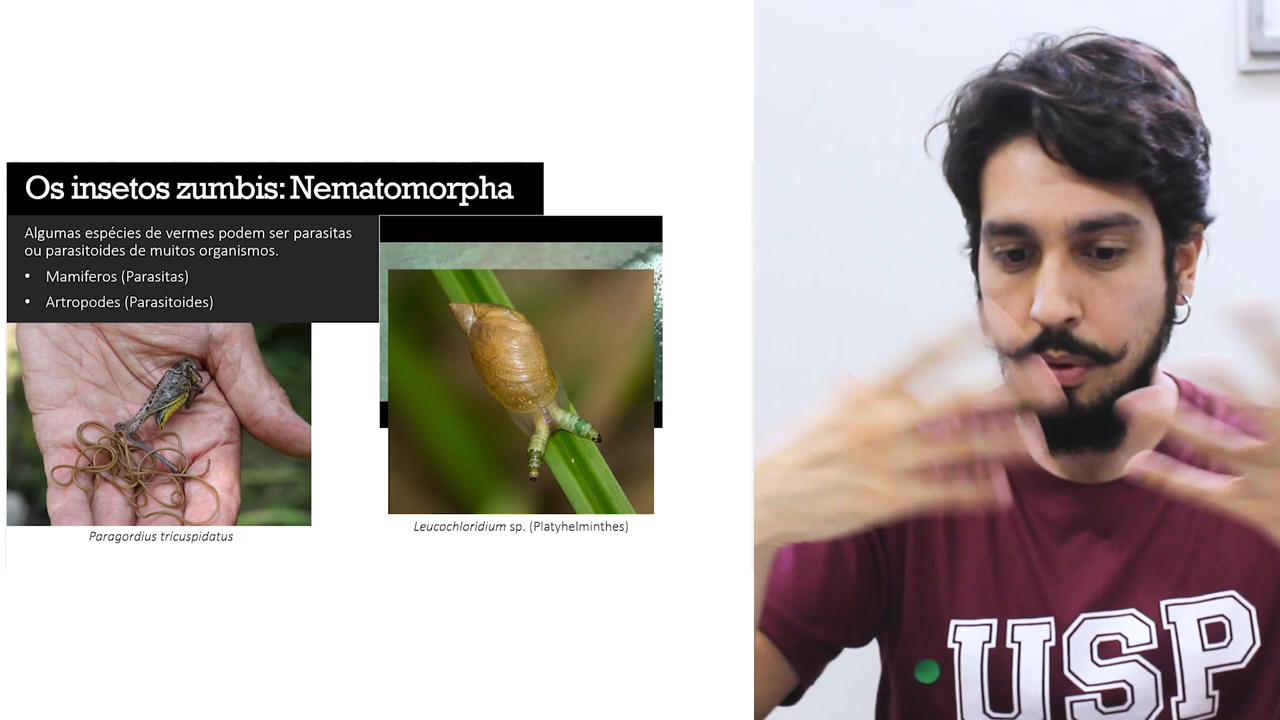 Os insetos zumbis: Nematomorpha
Algumas espécies de vermes podem ser parasitas
ou parasitoides de muitos organismos.
• Mamiferos (Parasitas)
• Artropodes (Parasitoides)
Paragordius tricuspidatus
Leucochloridium sp. (Platyhelminthes)
USP